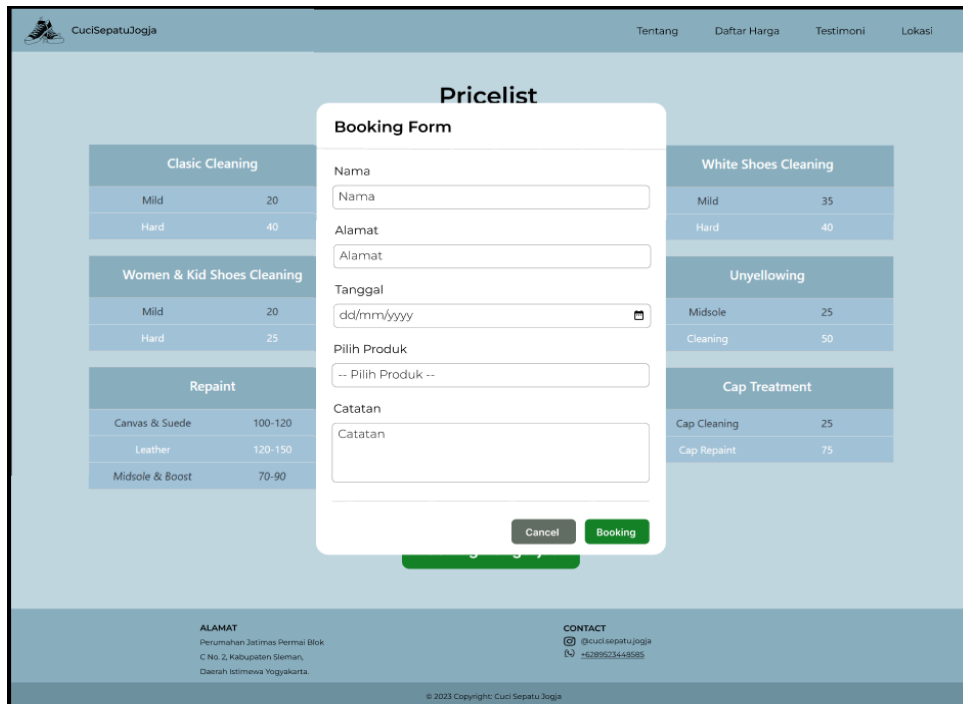 CuciSepatuJogja
Tentang Daftar Harga Testimoni Lokasi
Pricelist
Booking Form
Nama
Nama
Alamat
Alamat
Tanggal
dd/mm/yyyy
Pilih Produk
-- Pilih Produk --
Catatan
Catatan
Cancel Booking
Clasic Cleaning
Mild 20
Hard 40
White Shoes Cleaning
Mild 35
Hard 40
Women & Kid Shoes Cleaning
Mild 20
Hard 25
Unyellowing
Midsole 25
Cleaning 50
Repaint
Canvas & Suede 100-120
Leather 120-150
Midsole & Boost 70-90
Cap Treatment
Cap Cleaning 25
Cap Repaint 75
ALAMAT
Perumahan Jatimas Permai Blok
C No. 2, Kabupaten Sleman,
Daerah Istimewa Yogyakarta.
CONTACT
@cuci.sepatu.jogja
+6289523448585
© 2023 Copyright: Cuci Sepatu Jogja